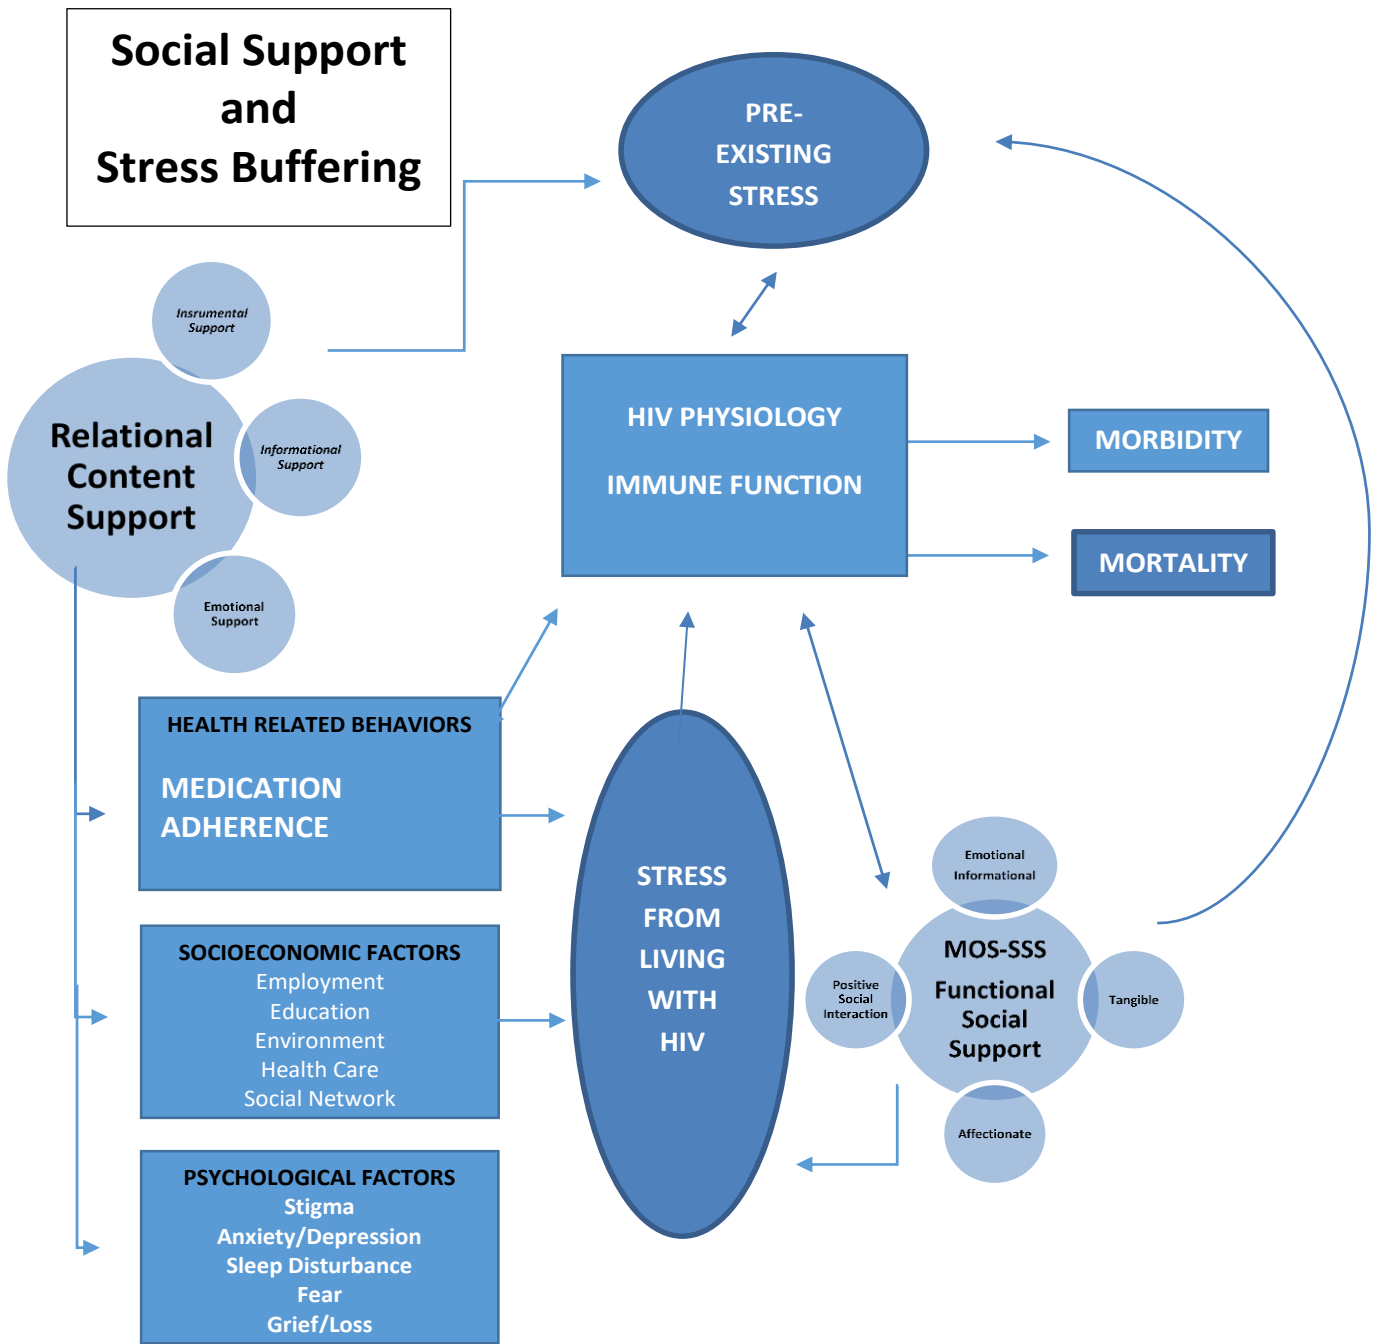 Social Support
and
Stress Buffering
PRE-
EXISTING
STRESS
Insrumental
Support
Relational
Content
Support
Informational
Support
Emotional
Support
HIV PHYSIOLOGY
IMMUNE FUNCTION
MORBIDITY
MORTALITY
HEALTH RELATED BEHAVIORS
MEDICATION
ADHERENCE
SOCIOECONOMIC FACTORS
Employment
Education
Environment
Health Care
Social Network
PSYCHOLOGICAL FACTORS
Stigma
Anxiety/Depression
Sleep Disturbance
Fear
Grief/Loss
STRESS
FROM
LIVING
WITH
HIV
Emotional
Informational
Positive
Social
Interaction
MOS-SSS
Functional
Social
Support
Tangible
Affectionate